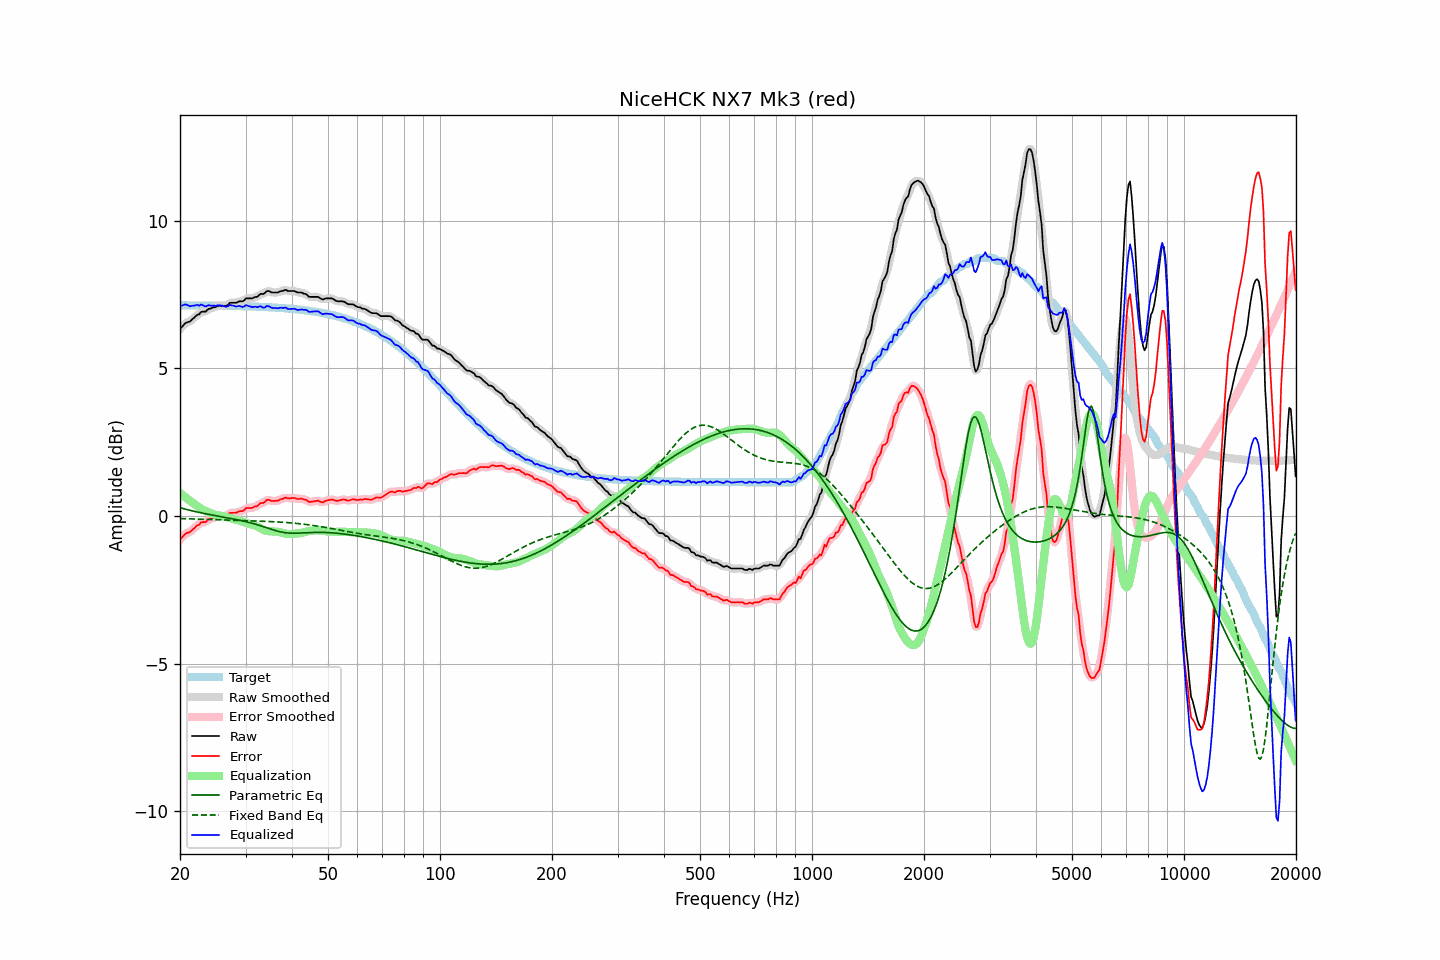 NiceHCK NX7 Mk3 (red)
Amplitude (dBr)
10
5
0
−5
−10
Target
Raw Smoothed
Error Smoothed
Raw
Error
Equalization
Parametric Eq
Fixed Band Eq
Equalized
20 50 100 200 500 1000 2000 5000 10000 20000
Frequency (Hz)